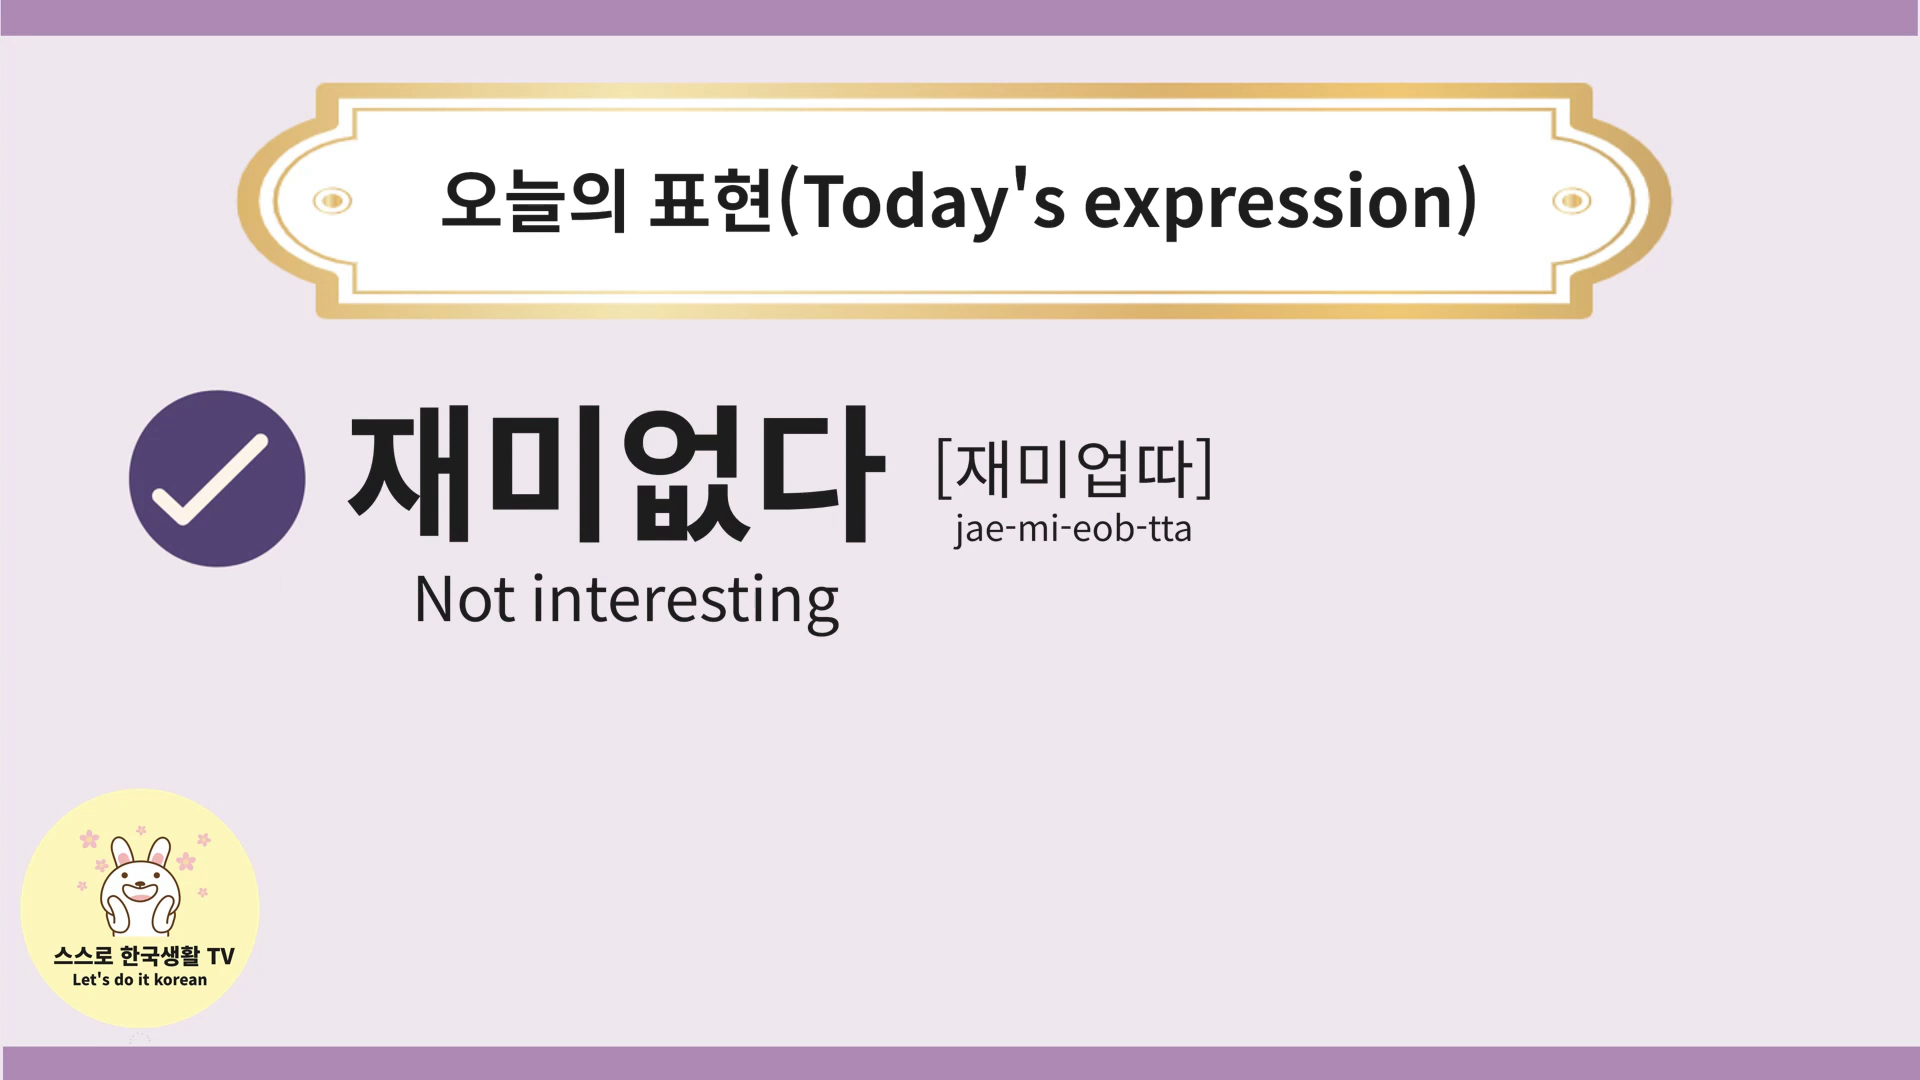 오늘의 표현(Today's expression)
재미없다 [재미업따]
jae-mi-eob-tta
Not interesting
스스로 한국생활 TV
Let's do it korean